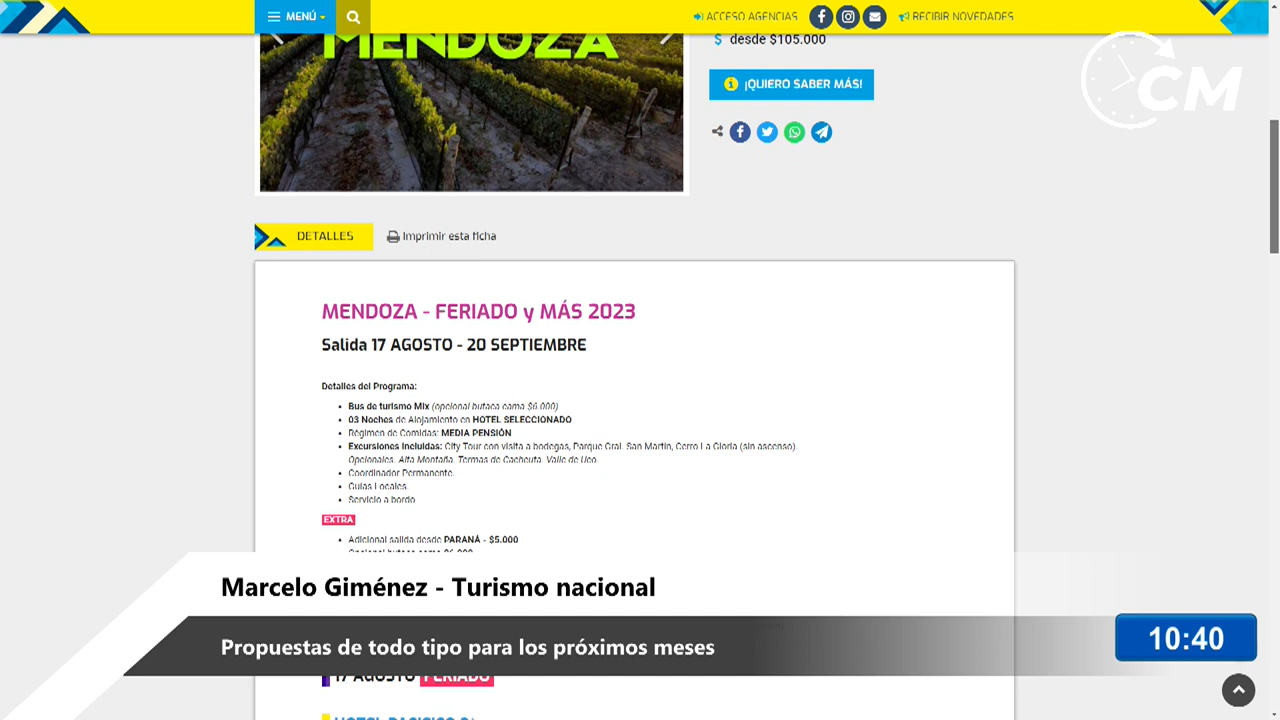 MENÚ
ACCESO AGENCIAS
RECIBIR NOVEDADES
MENDOZA
$ desde $105.000
¡QUIERO SABER MÁS!
CM
DETALLES
Imprimir esta ficha
MENDOZA - FERIADO y MÁS 2023
Salida 17 AGOSTO - 20 SEPTIEMBRE
Detalles del Programa:
• Bus de turismo Mix (opcional butaca cama $6.000)
• 03 Noches de Alojamiento en HOTEL SELECCIONADO
• Régimen de Comidas: MEDIA PENSIÓN
• Excursiones Incluidas: City Tour con visita a bodegas, Parque Gral. San Martín, Cerro La Gloria (sin ascenso).
Opcionales: Alta Montaña, Termas de Cacheuta, Valle de Uco.
• Coordinador Permanente.
• Guías Locales.
• Servicio a bordo
EXTRA
• Adicional salida desde PARANÁ - $5.000
• Opcional butaca cama $6.000
Marcelo Giménez - Turismo nacional
Propuestas de todo tipo para los próximos meses
10:40
17 AGOSTO FERIADO